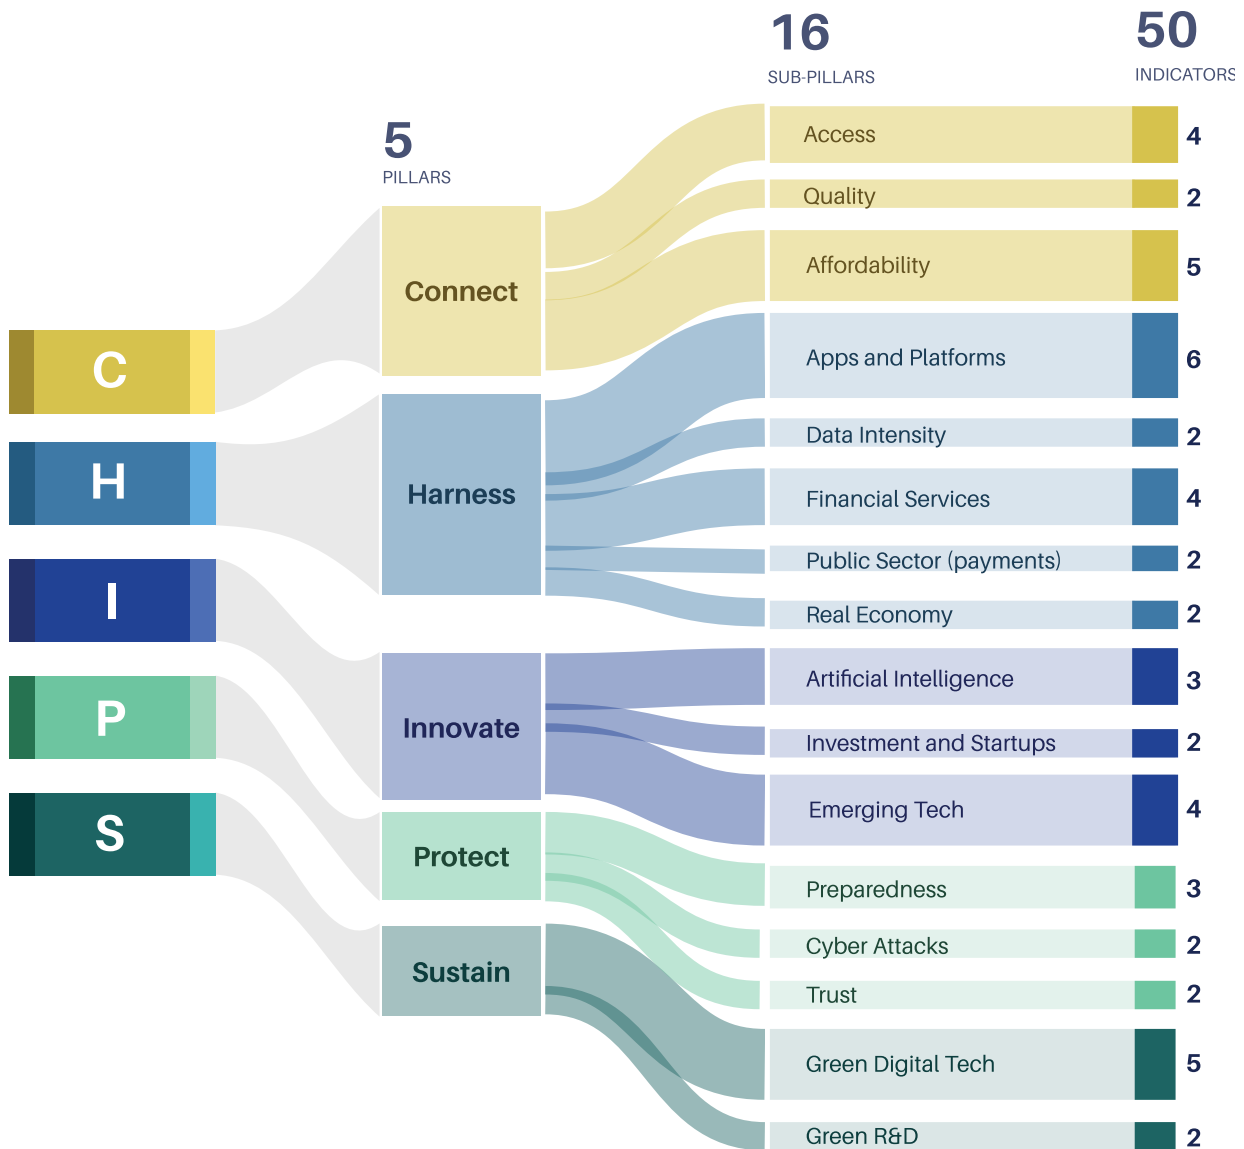 16
SUB-PILLARS
50
INDICATORS
5
PILLARS
C
H
I
P
S
Connect
Harness
Innovate
Protect
Sustain
Access 4
Quality 2
Affordability 5
Apps and Platforms 6
Data Intensity 2
Financial Services 4
Public Sector (payments) 2
Real Economy 2
Artificial Intelligence 3
Investment and Startups 2
Emerging Tech 4
Preparedness 3
Cyber Attacks 2
Trust 2
Green Digital Tech 5
Green R&D 2